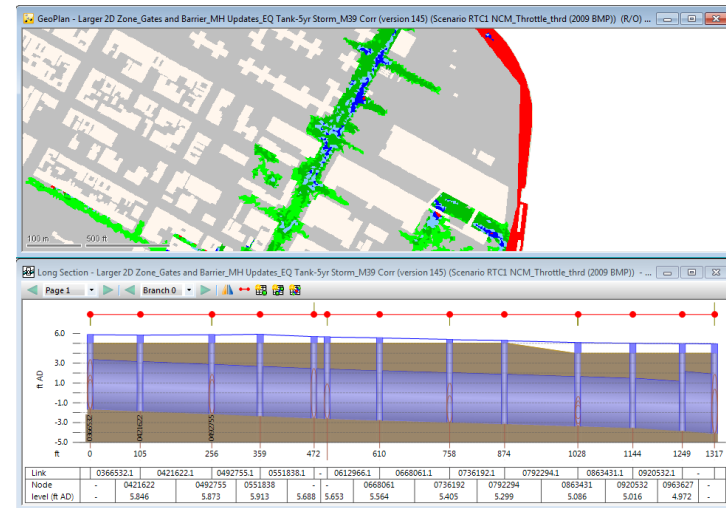 GeoPlan - Larger 2D Zone_Gates and Barrier_MH Updates_EQ Tank-5yr Storm_M39 Corr (version 145) (Scenario RTC1 NCM_Throttle_thrd (2009 BMP)) (R/O) ...
100 m
500 ft
Long Section - Larger 2D Zone_Gates and Barrier_MH Updates_EQ Tank-5yr Storm_M39 Corr (version 145) (Scenario RTC1 NCM_Throttle_thrd (2009 BMP)) - ...
Page 1
Branch 0
6.0
3.0
1.0
-1.0
-3.0
-5.0
ft AD
0366532
0421622
0492755
ft 0 105 256 359 472 610 758 874 1028 1144 1249 1317
Link 0366532.1 0421622.1 0492755.1 0551838.1 - 0612966.1 0668061.1 0736192.1 0792294.1 0863431.1 0920532.1 -
Node - 0421622 0492755 0551838 - - 0668061 0736192 0792294 0863431 0920532 0963627 -
level (ft AD) - 5.846 5.873 5.913 5.688 5.653 5.564 5.405 5.299 5.086 5.016 4.972 -